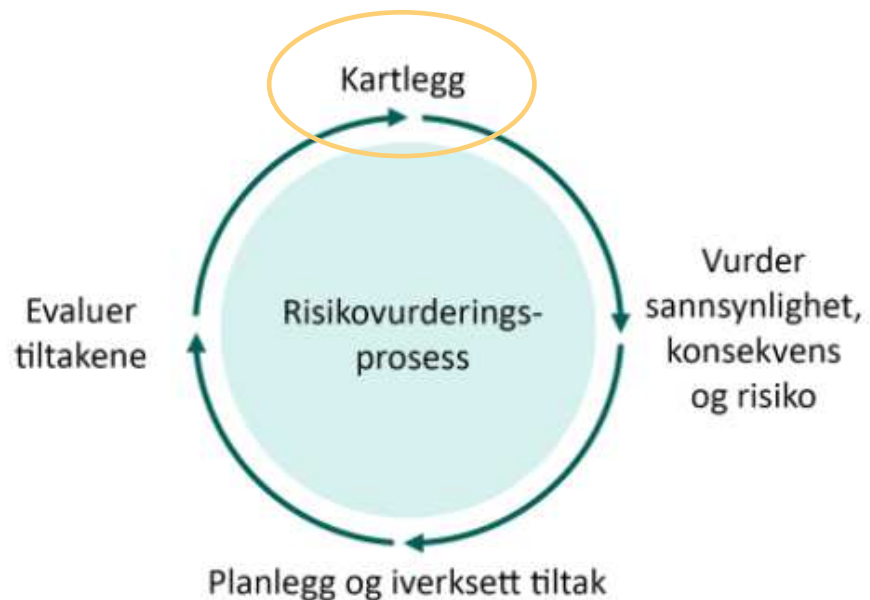 Kartlegg
Vurder
sannsynlighet,
konsekvens
og risiko
Planlegg og iverksett tiltak
Evaluer
tiltakene
Risikovurderings-
prosess